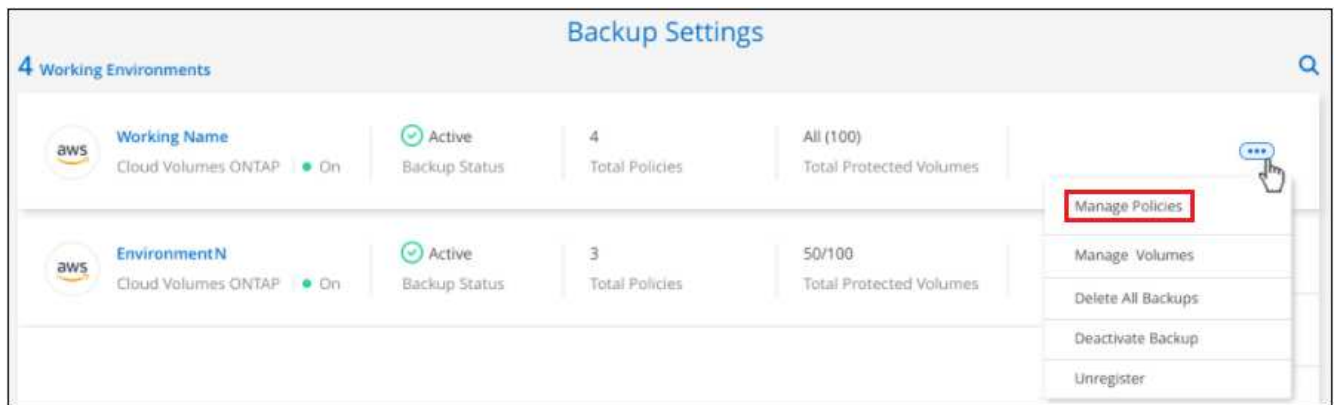 Backup Settings
4 Working Environments
aws
Working Name
Cloud Volumes ONTAP
On
Active
Backup Status
4
Total Policies
All (100)
Total Protected Volumes
aws
EnvironmentN
Cloud Volumes ONTAP
On
Active
Backup Status
3
Total Policies
50/100
Total Protected Volumes
Manage Policies
Manage Volumes
Delete All Backups
Deactivate Backup
Unregister